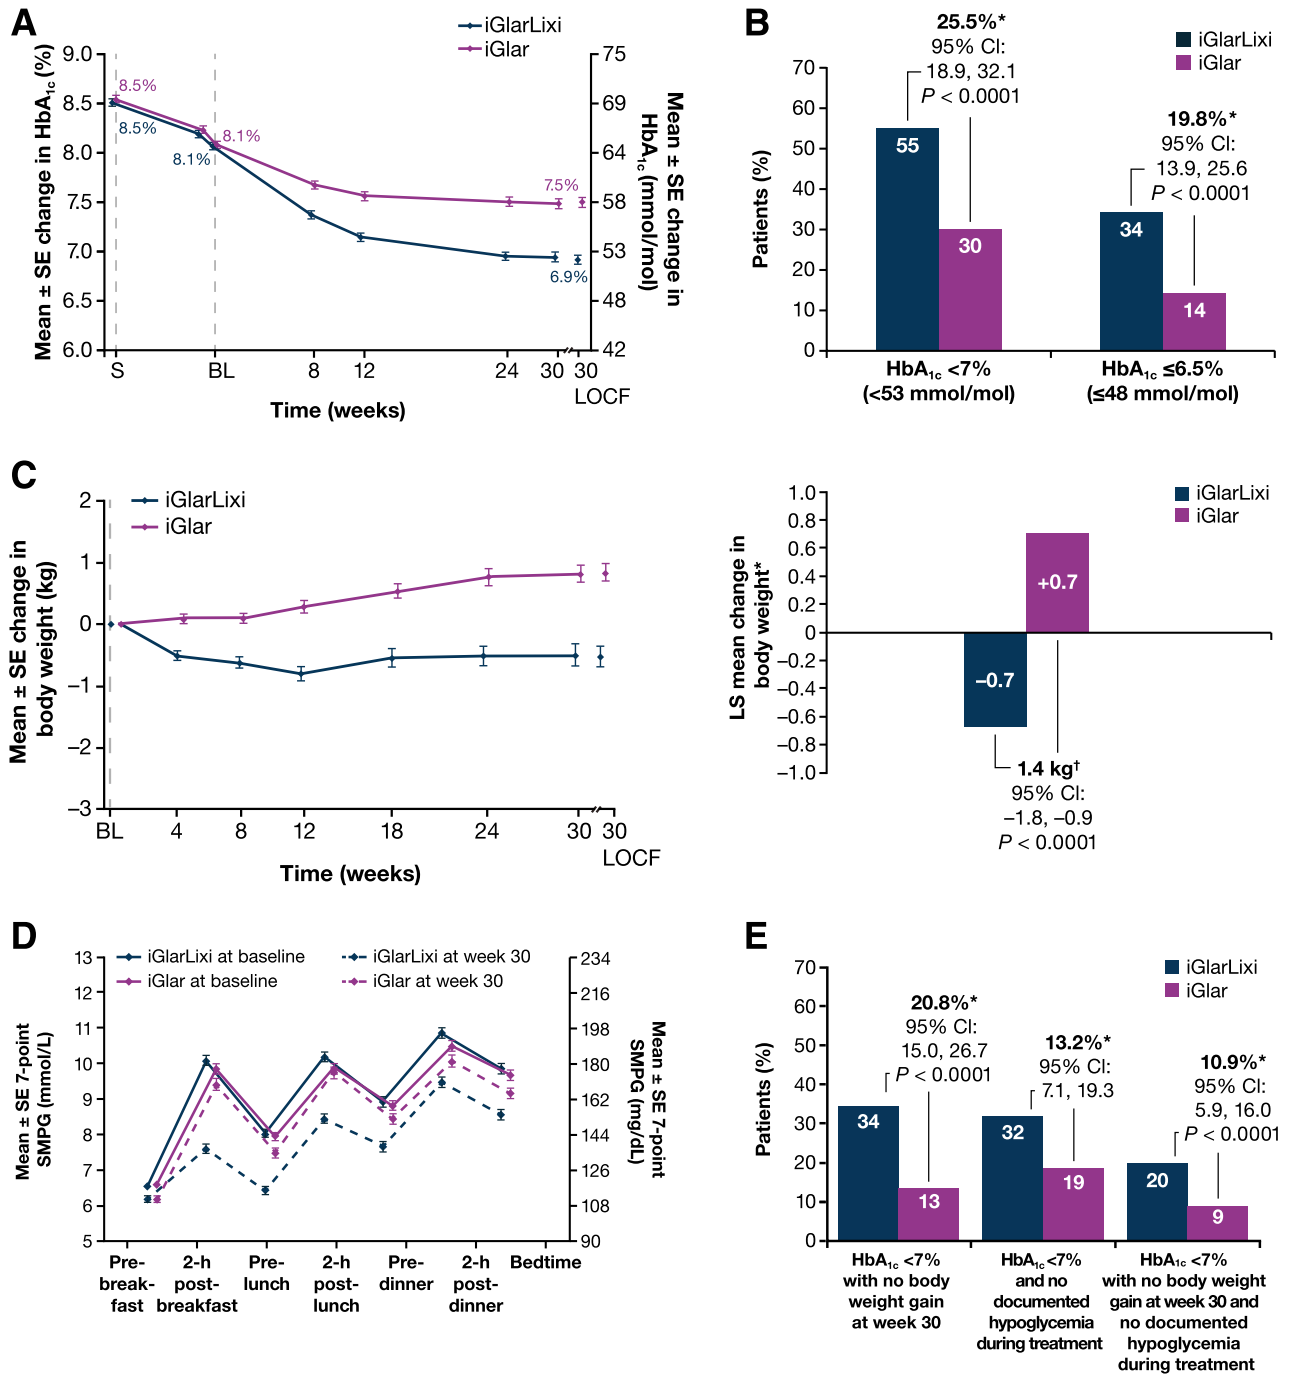 A
iGlarLixi
iGlar
Mean ± SE change in HbA1c (%)
9.0
8.5
8.0
7.5
7.0
6.5
6.0
8.5%
8.5%
8.1%
8.1%
7.5%
6.9%
75
69
64
58
53
48
42
Mean ± SE change in
HbA1c (mmol/mol)
S BL 8 12 24 30 30
LOCF
Time (weeks)
B
iGlarLixi
iGlar
Patients (%)
70
60
50
40
30
20
10
0
25.5%*
95% CI:
18.9, 32.1
P < 0.0001
55
30
19.8%*
95% CI:
13.9, 25.6
P < 0.0001
34
14
HbA1c <7%
(<53 mmol/mol)
HbA1c ≤6.5%
(≤48 mmol/mol)
C
iGlarLixi
iGlar
Mean ± SE change in
body weight (kg)
2
1
0
−1
−2
−3
BL 4 8 12 18 24 30 30
LOCF
Time (weeks)
iGlarLixi
iGlar
LS mean change in
body weight*
1.0
0.8
0.6
0.4
0.2
0
−0.2
−0.4
−0.6
−0.8
−1.0
+0.7
−0.7
1.4 kg†
95% CI:
−1.8, −0.9
P < 0.0001
D
iGlarLixi at baseline
iGlar at baseline
iGlarLixi at week 30
iGlar at week 30
Mean ± SE 7-point
SMPG (mmol/L)
13
12
11
10
9
8
7
6
5
234
216
198
180
162
144
126
108
90
Mean ± SE 7-point
SMPG (mg/dL)
Pre-
break-
fast
2-h
post-
breakfast
Pre-
lunch
2-h
post-
lunch
Pre-
dinner
2-h
post-
dinner
Bedtime
E
iGlarLixi
iGlar
Patients (%)
70
60
50
40
30
20
10
0
20.8%*
95% CI:
15.0, 26.7
P < 0.0001
34
13
13.2%*
95% CI:
7.1, 19.3
32
19
10.9%*
95% CI:
5.9, 16.0
P < 0.0001
20
9
HbA1c <7%
with no body
weight gain
at week 30
HbA1c <7%
and no
documented
hypoglycemia
during treatment
HbA1c <7%
with no body weight
gain at week 30 and
no documented
hypoglycemia
during treatment